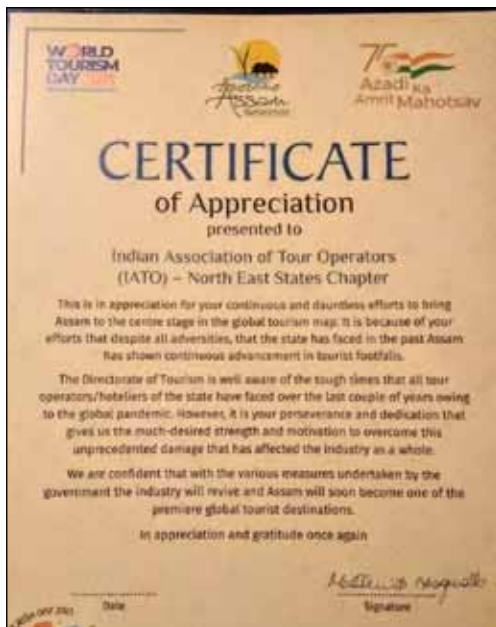 WORLD
TOURISM
DAY 2021
Awesome
Assam
75
Azadi Ka
Amrit Mahotsav
CERTIFICATE
of Appreciation
presented to
Indian Association of Tour Operators
(IATO) – North East States Chapter
This is in appreciation for your continuous and dauntless efforts to bring
Assam to the centre stage in the global tourism map. It is because of your
efforts that despite all adversities, that the state has faced in the past Assam
has shown continuous advancement in tourist footfalls.
The Directorate of Tourism is well aware of the tough times that all tour
operators/hoteliers of the state have faced over the last couple of years owing
to the global pandemic. However, it is your perseverance and dedication that
gives us the much-desired strength and motivation to overcome this
unprecedented damage that has affected the industry as a whole.
We are confident that with the various measures undertaken by the
government the industry will revive and Assam will soon become one of the
premiere global tourist destinations.
In appreciation and gratitude once again
Date
Signature